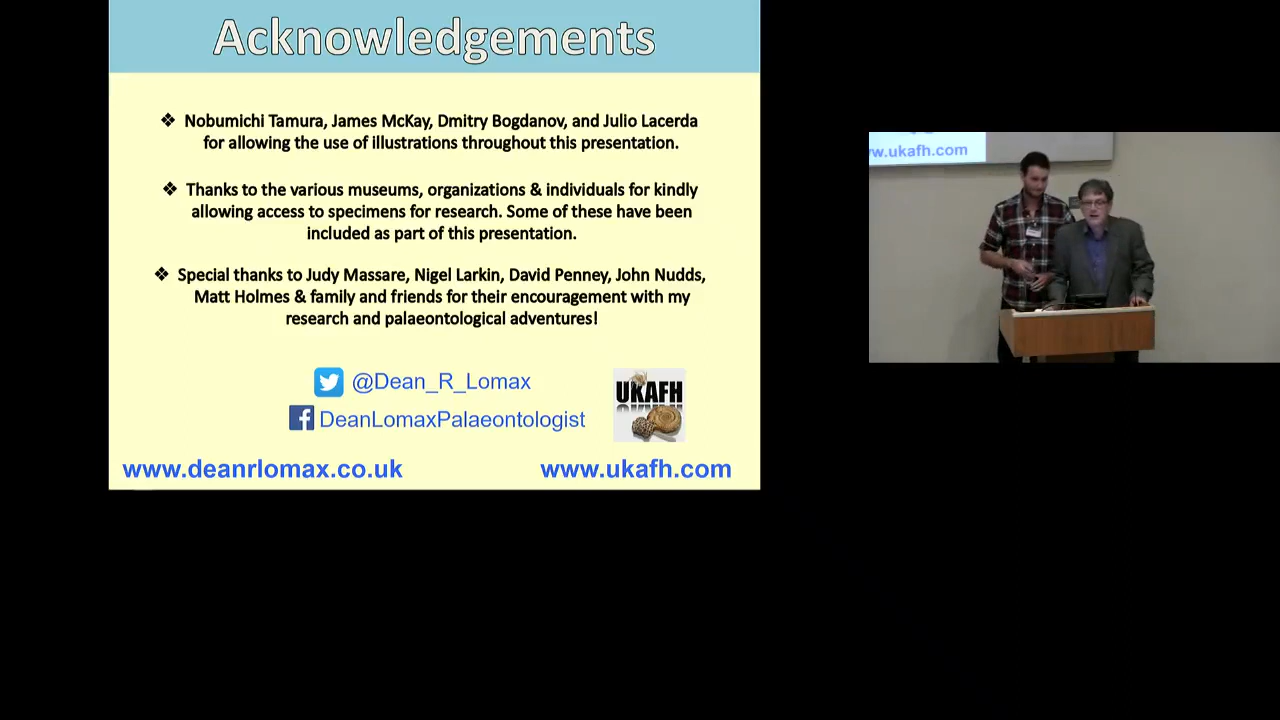 Acknowledgements
❖ Nobumichi Tamura, James McKay, Dmitry Bogdanov, and Julio Lacerda
for allowing the use of illustrations throughout this presentation.
❖ Thanks to the various museums, organizations & individuals for kindly
allowing access to specimens for research. Some of these have been
included as part of this presentation.
❖ Special thanks to Judy Massare, Nigel Larkin, David Penney, John Nudds,
Matt Holmes & family and friends for their encouragement with my
research and palaeontological adventures!
@Dean_R_Lomax
DeanLomaxPalaeontologist
UKAFH
www.deanrlomax.co.uk
www.ukafh.com
w.ukafh.com